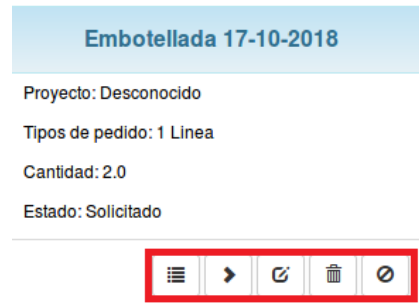 Embotellada 17-10-2018
Proyecto: Desconocido
Tipos de pedido: 1 Linea
Cantidad: 2.0
Estado: Solicitado